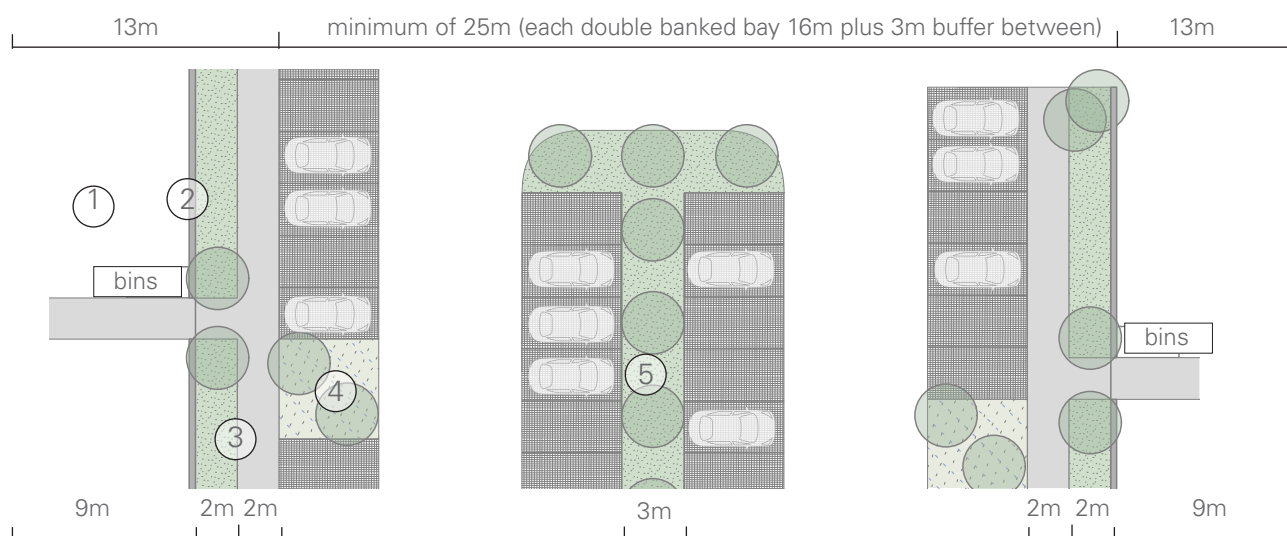 13m minimum of 25m (each double banked bay 16m plus 3m buffer between) 13m
1
2
bins
bins
5
4
3
9m 2m 2m 3m 2m 2m 9m